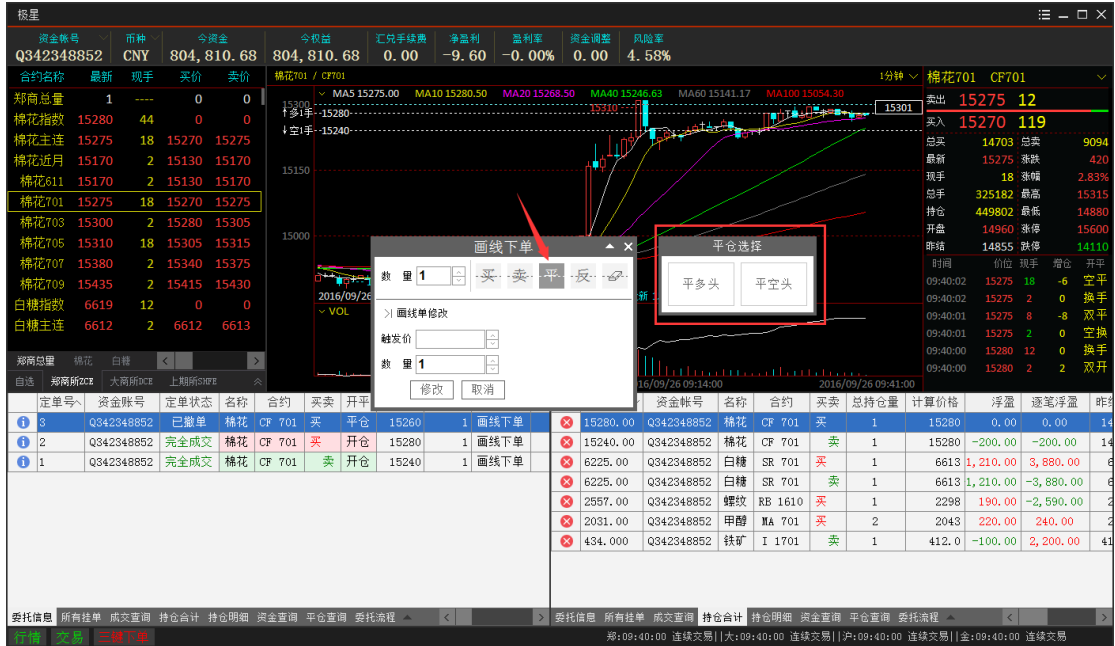 极星
资金帐号 币种 今资金 今权益 汇兑手续费 净盈利 盈利率 资金调整 风险率
Q342348852 CNY 804,810.68 804,810.68 0.00 -9.60 -0.00% 0.00 4.58%
合约名称 最新 现手 买价 卖价
郑商总量 1 ---- 0 0
棉花指数 15280 44 0 0
棉花主连 15275 18 15270 15275
棉花近月 15170 2 15130 15170
棉花611 15170 2 15130 15170
棉花701 15275 18 15270 15275
棉花703 15300 2 15280 15305
棉花705 15310 18 15305 15315
棉花707 15380 2 15340 15375
棉花709 15435 2 15415 15430
白糖指数 6619 12 0 0
白糖主连 6612 2 6612 6613
郑商总量 棉花 白糖
自选 郑商所ZCE 大商所DCE 上期所SHFE
棉花701 / CF701 1分钟
MA5 15275.00 MA10 15280.50 MA20 15268.50 MA40 15246.63 MA60 15141.17 MA100 15054.30
15300 15310 15301
多1手 15280
空1手 15240
15150
15000
2016/09/26
VOL
16/09/26 09:14:00 2016/09/26 09:41:00
画线下单
数 量 1 买 卖 平 反
画线单修改
触发价
数 量 1
修改 取消
平仓选择
平多头 平空头
棉花701 CF701
卖出 15275 12
买入 15270 119
总买 14703 总卖 9094
最新 15275 涨跌 420
现手 18 涨幅 2.83%
总手 325182 最高 15315
持仓 449802 最低 14880
开盘 14960 涨停 15600
昨结 14855 跌停 14110
时间 价位 现手 增仓 开平
09:40:02 15275 18 -6 空平
09:40:02 15275 2 0 换手
09:40:01 15275 8 -8 双平
09:40:01 15275 2 0 空换
09:40:00 15280 12 0 换手
09:40:00 15280 2 2 双开
定单号 资金账号 定单状态 名称 合约 买卖 开平
3 Q342348852 已撤单 棉花 CF 701 买 平仓 15260 1 画线下单
2 Q342348852 完全成交 棉花 CF 701 买 开仓 15280 1 画线下单
1 Q342348852 完全成交 棉花 CF 701 卖 开仓 15240 1 画线下单
资金帐号 名称 合约 买卖 总持仓量 计算价格 浮盈 逐笔浮盈 昨结
15280.00 Q342348852 棉花 CF 701 买 1 15280 0.00 0.00 14
15240.00 Q342348852 棉花 CF 701 卖 1 15280 -200.00 -200.00 14
6225.00 Q342348852 白糖 SR 701 买 1 6613 1,210.00 3,880.00 6
6225.00 Q342348852 白糖 SR 701 卖 1 6613 1,210.00 -3,880.00 6
2557.00 Q342348852 螺纹 RB 1610 买 1 2298 190.00 -2,590.00 2
2031.00 Q342348852 甲醇 MA 701 买 2 2043 220.00 240.00 2
434.000 Q342348852 铁矿 I 1701 卖 1 412.0 -100.00 2,200.00 41
委托信息 所有挂单 成交查询 持仓合计 持仓明细 资金查询 平仓查询 委托流程
委托信息 所有挂单 成交查询 持仓合计 持仓明细 资金查询 平仓查询 委托流程
行情 交易 三键下单
郑:09:40:00 连续交易||大:09:40:00 连续交易||沪:09:40:00 连续交易||金:09:40:00 连续交易